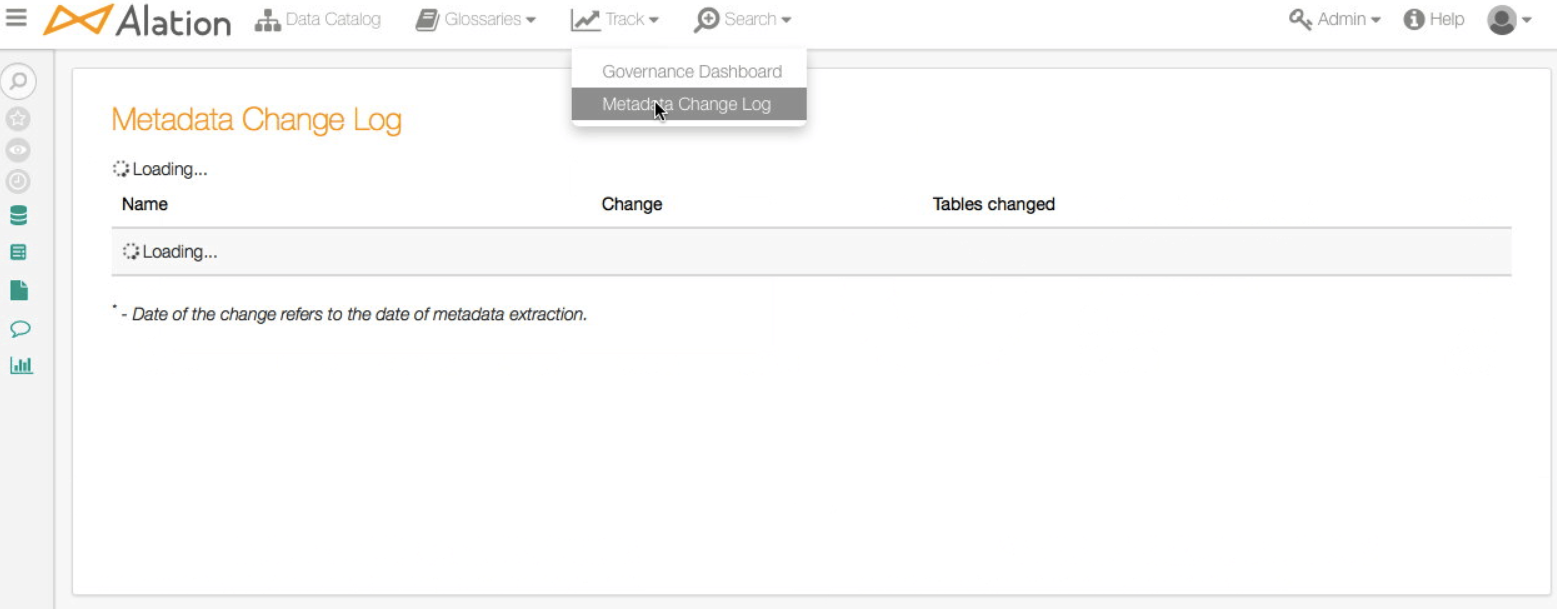 Alation Data Catalog Glossaries Track Search Admin Help
Governance Dashboard
Metadata Change Log
Metadata Change Log
Loading...
Name Change Tables changed
Loading...
* - Date of the change refers to the date of metadata extraction.